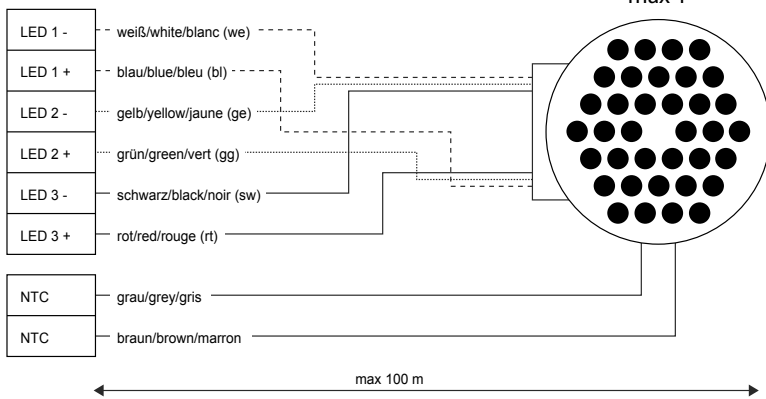 max 1
LED 1 - weiß/white/blanc (we)
LED 1 + blau/blue/bleu (bl)
LED 2 - gelb/yellow/jaune (ge)
LED 2 + grün/green/vert (gg)
LED 3 - schwarz/black/noir (sw)
LED 3 + rot/red/rouge (rt)
NTC grau/grey/gris
NTC braun/brown/marron
max 100 m